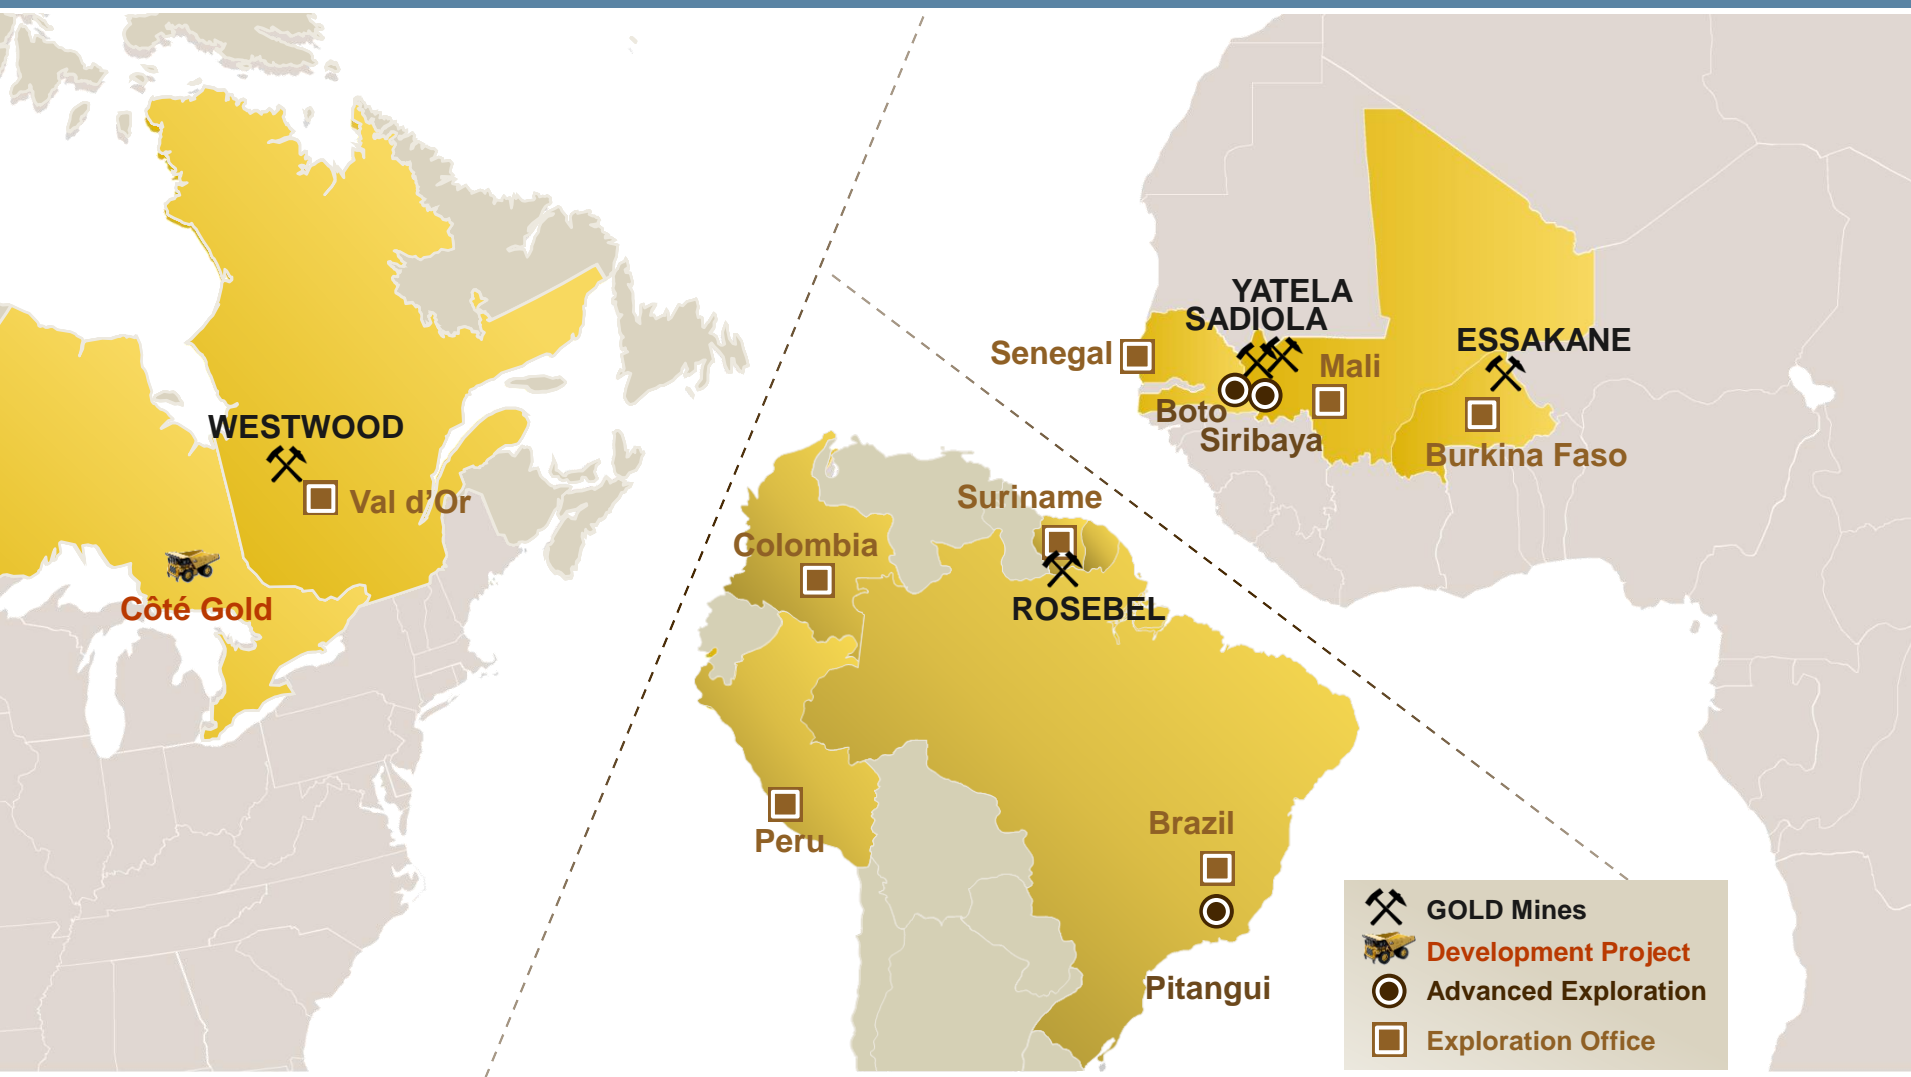 WESTWOOD
Val d'Or
Côté Gold
Colombia
Suriname
ROSEBEL
Peru
Brazil
Pitangui
YATELA
SADIOLA
Senegal
Mali
Boto
Siribaya
ESSAKANE
Burkina Faso
GOLD Mines
Development Project
Advanced Exploration
Exploration Office